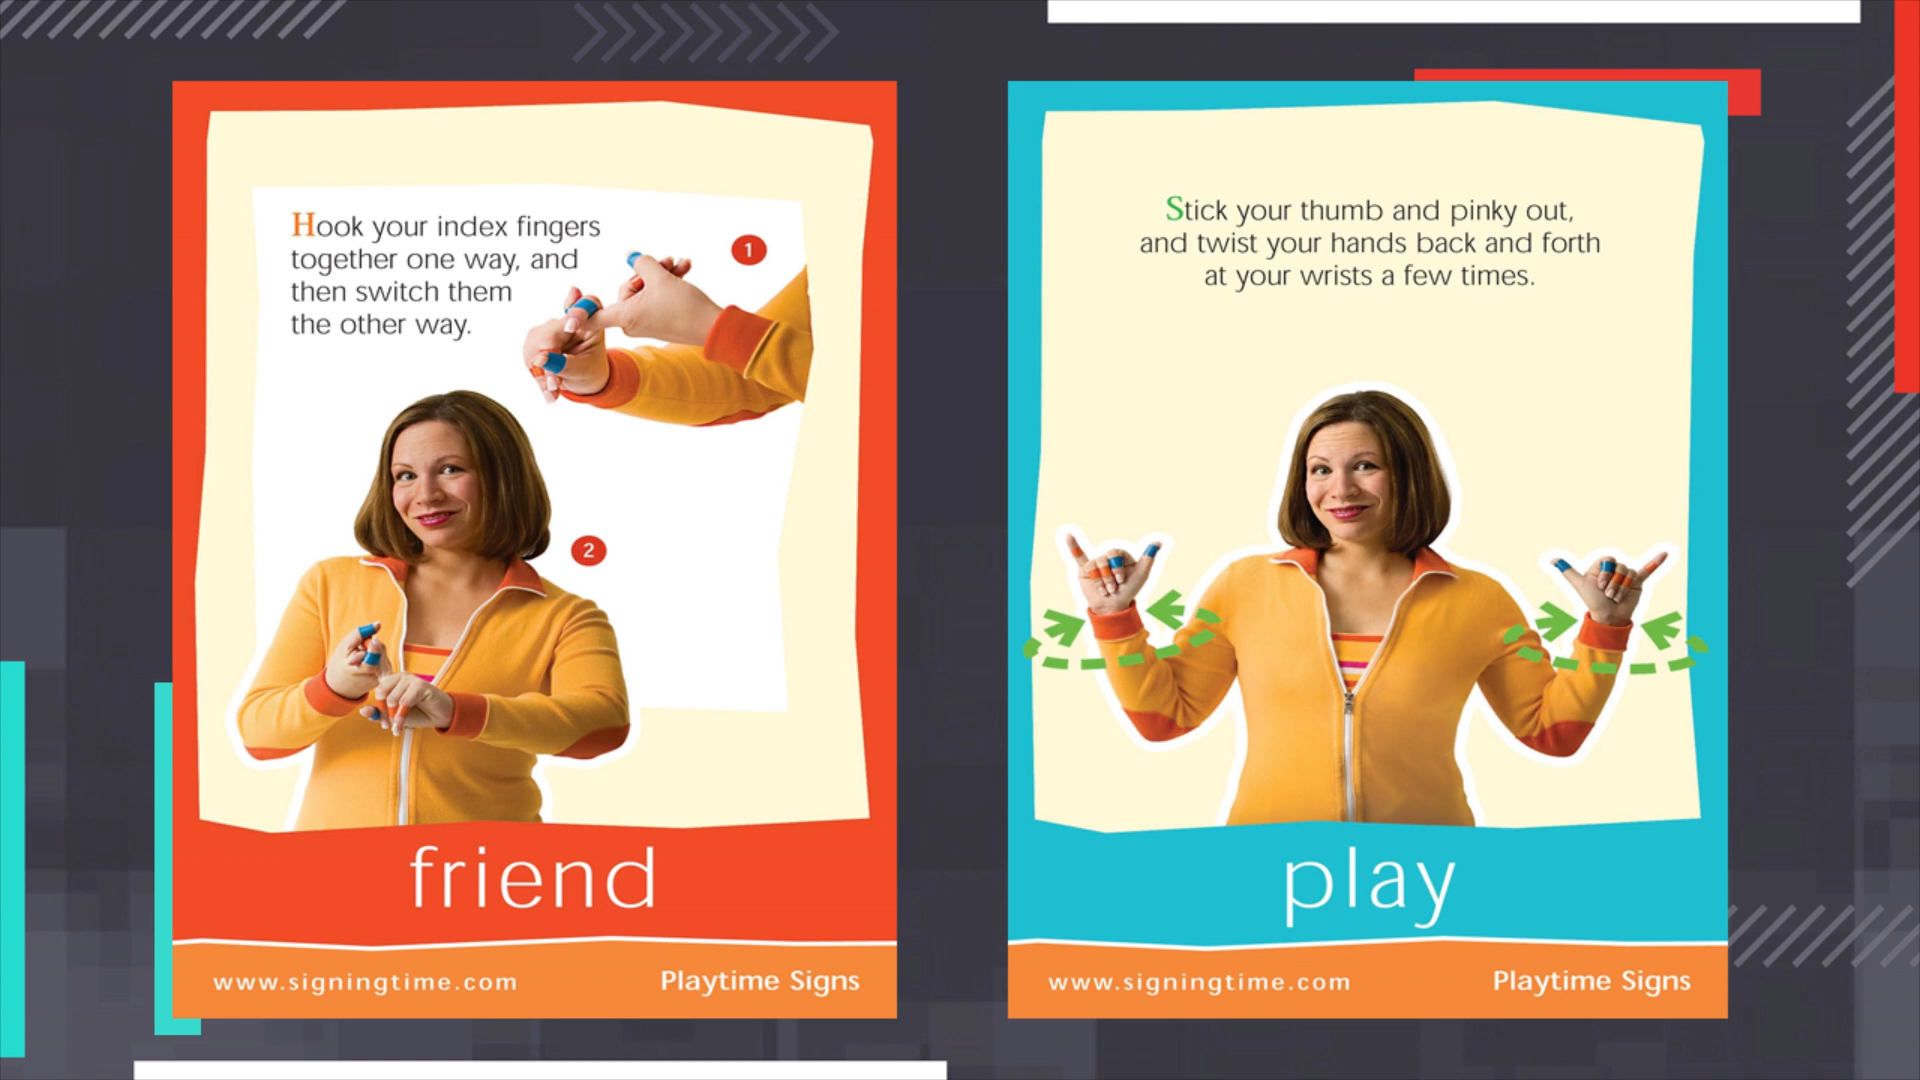 Hook your index fingers
together one way, and
then switch them
the other way.
1
2
friend
www.signingtime.com
Playtime Signs
Stick your thumb and pinky out,
and twist your hands back and forth
at your wrists a few times.
play
www.signingtime.com
Playtime Signs